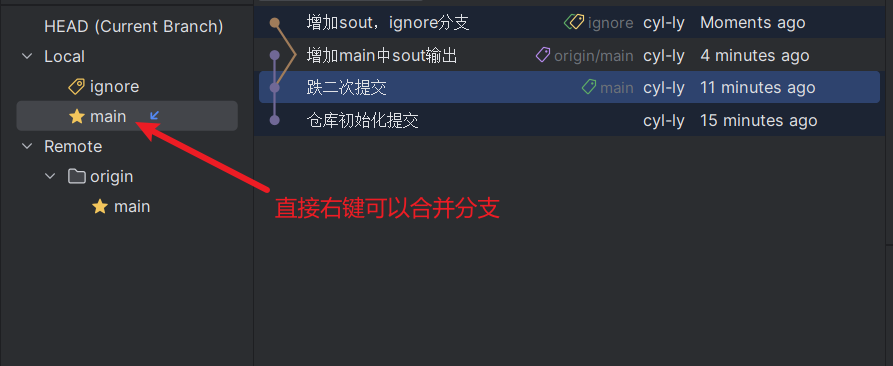 HEAD (Current Branch)
Local
ignore
main
Remote
origin
main
增加sout，ignore分支 ignore cyl-ly Moments ago
增加main中sout输出 origin/main cyl-ly 4 minutes ago
跌二次提交 main cyl-ly 11 minutes ago
仓库初始化提交 cyl-ly 15 minutes ago
直接右键可以合并分支